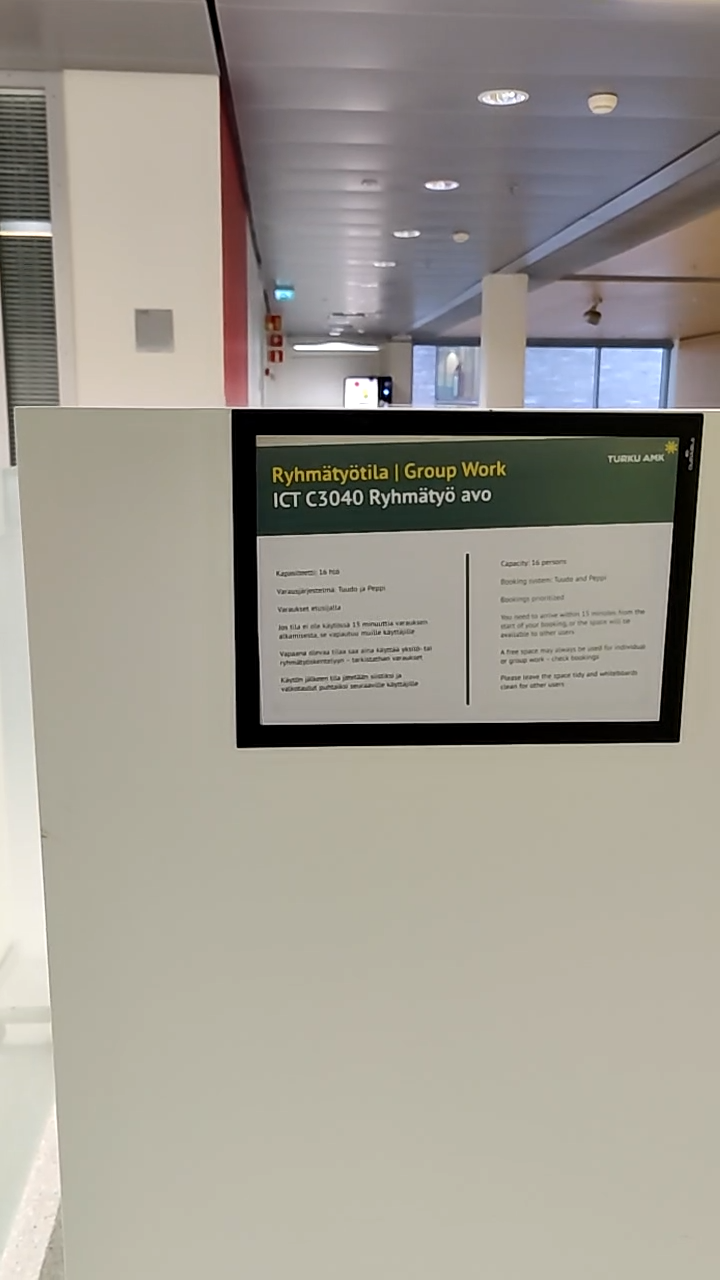 Ryhmätyötila | Group Work
ICT C3040 Ryhmätyö avo
TURKU AMK
Kapasiteetti: 16 hlö
Varausjärjestelmä: Tuudo ja Peppi
Varaukset etusijalla
Jos tila ei ole käytössä 15 minuuttia varauksen
alkamisesta, se vapautuu muille käyttäjille
Vapaana olevaa tilaa saa aina käyttää yksilö- tai
ryhmätyöskentelyyn - tarkistathan varaukset
Käytön jälkeen tila jätetään siistiksi ja
valkotaulut puhtaiksi seuraaville käyttäjille
Capacity: 16 persons
Booking system: Tuudo and Peppi
Bookings prioritized
You need to arrive within 15 minutes from the
start of your booking, or the space will be
available to other users
A free space may always be used for individual
or group work - check bookings
Please leave the space tidy and whiteboards
clean for other users